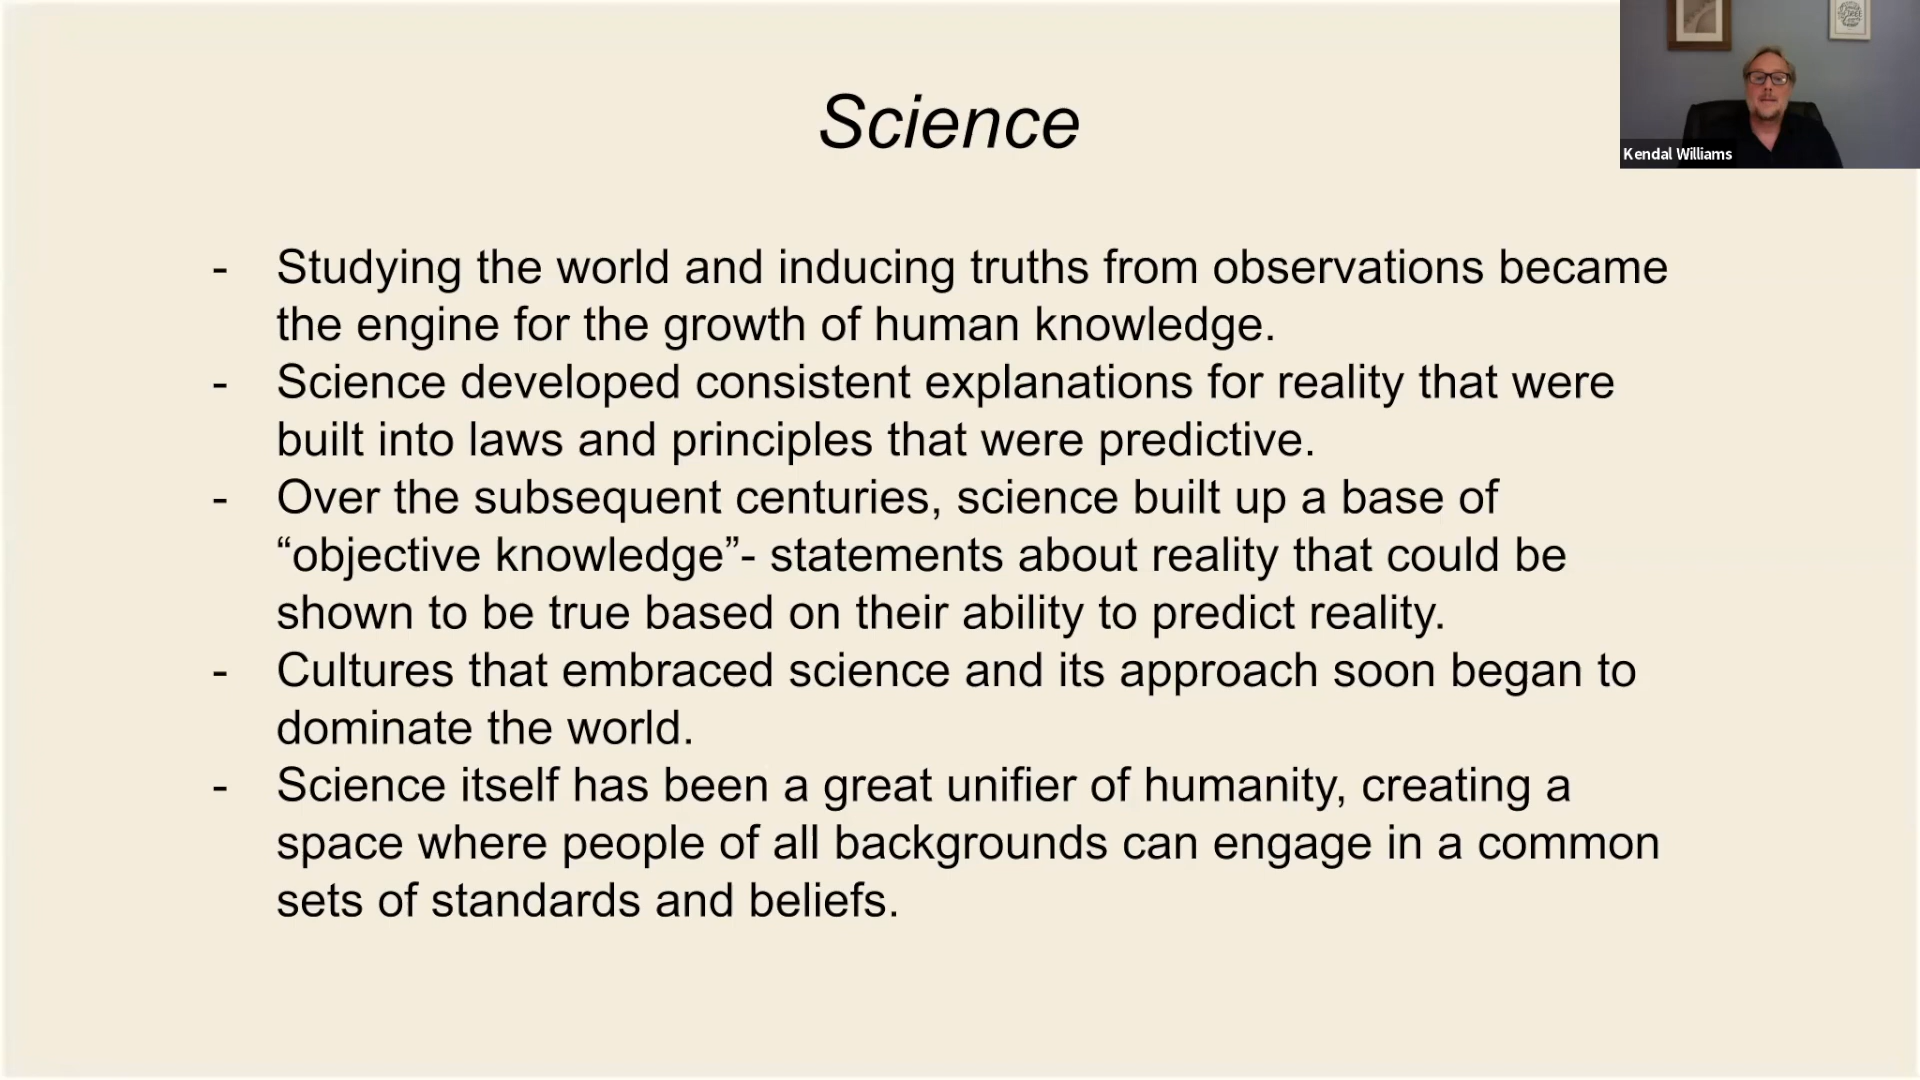 Science
- Studying the world and inducing truths from observations became
the engine for the growth of human knowledge.
- Science developed consistent explanations for reality that were
built into laws and principles that were predictive.
- Over the subsequent centuries, science built up a base of
“objective knowledge”- statements about reality that could be
shown to be true based on their ability to predict reality.
- Cultures that embraced science and its approach soon began to
dominate the world.
- Science itself has been a great unifier of humanity, creating a
space where people of all backgrounds can engage in a common
sets of standards and beliefs.
Kendal Williams